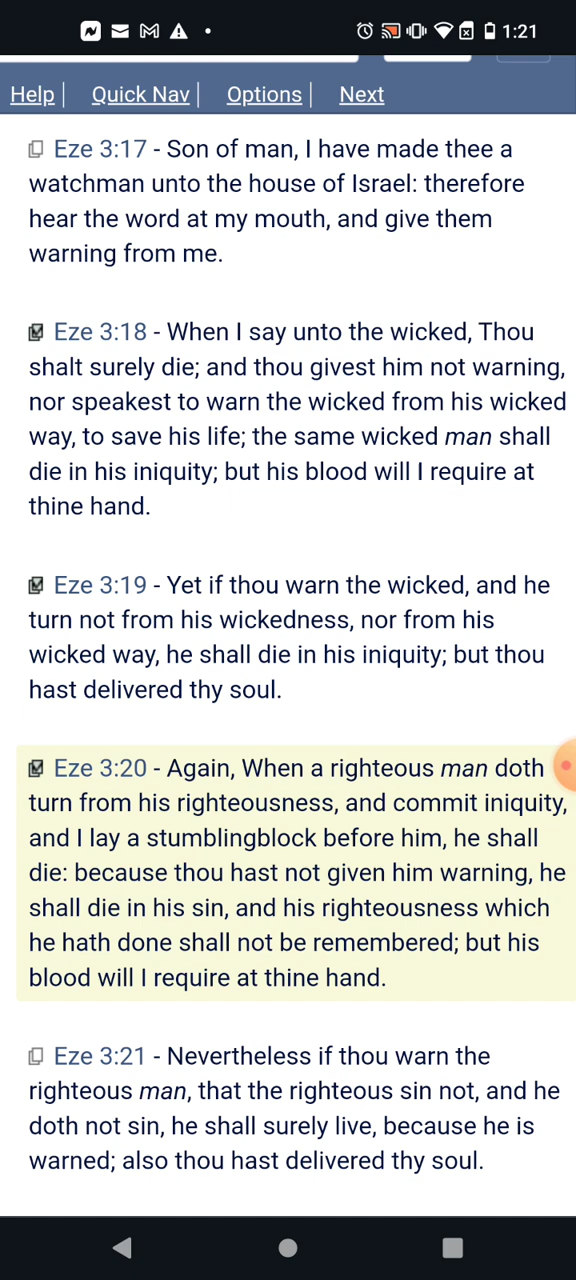 1:21
Help | Quick Nav | Options | Next
Eze 3:17 - Son of man, I have made thee a
watchman unto the house of Israel: therefore
hear the word at my mouth, and give them
warning from me.
Eze 3:18 - When I say unto the wicked, Thou
shalt surely die; and thou givest him not warning,
nor speakest to warn the wicked from his wicked
way, to save his life; the same wicked man shall
die in his iniquity; but his blood will I require at
thine hand.
Eze 3:19 - Yet if thou warn the wicked, and he
turn not from his wickedness, nor from his
wicked way, he shall die in his iniquity; but thou
hast delivered thy soul.
Eze 3:20 - Again, When a righteous man doth
turn from his righteousness, and commit iniquity,
and I lay a stumblingblock before him, he shall
die: because thou hast not given him warning, he
shall die in his sin, and his righteousness which
he hath done shall not be remembered; but his
blood will I require at thine hand.
Eze 3:21 - Nevertheless if thou warn the
righteous man, that the righteous sin not, and he
doth not sin, he shall surely live, because he is
warned; also thou hast delivered thy soul.